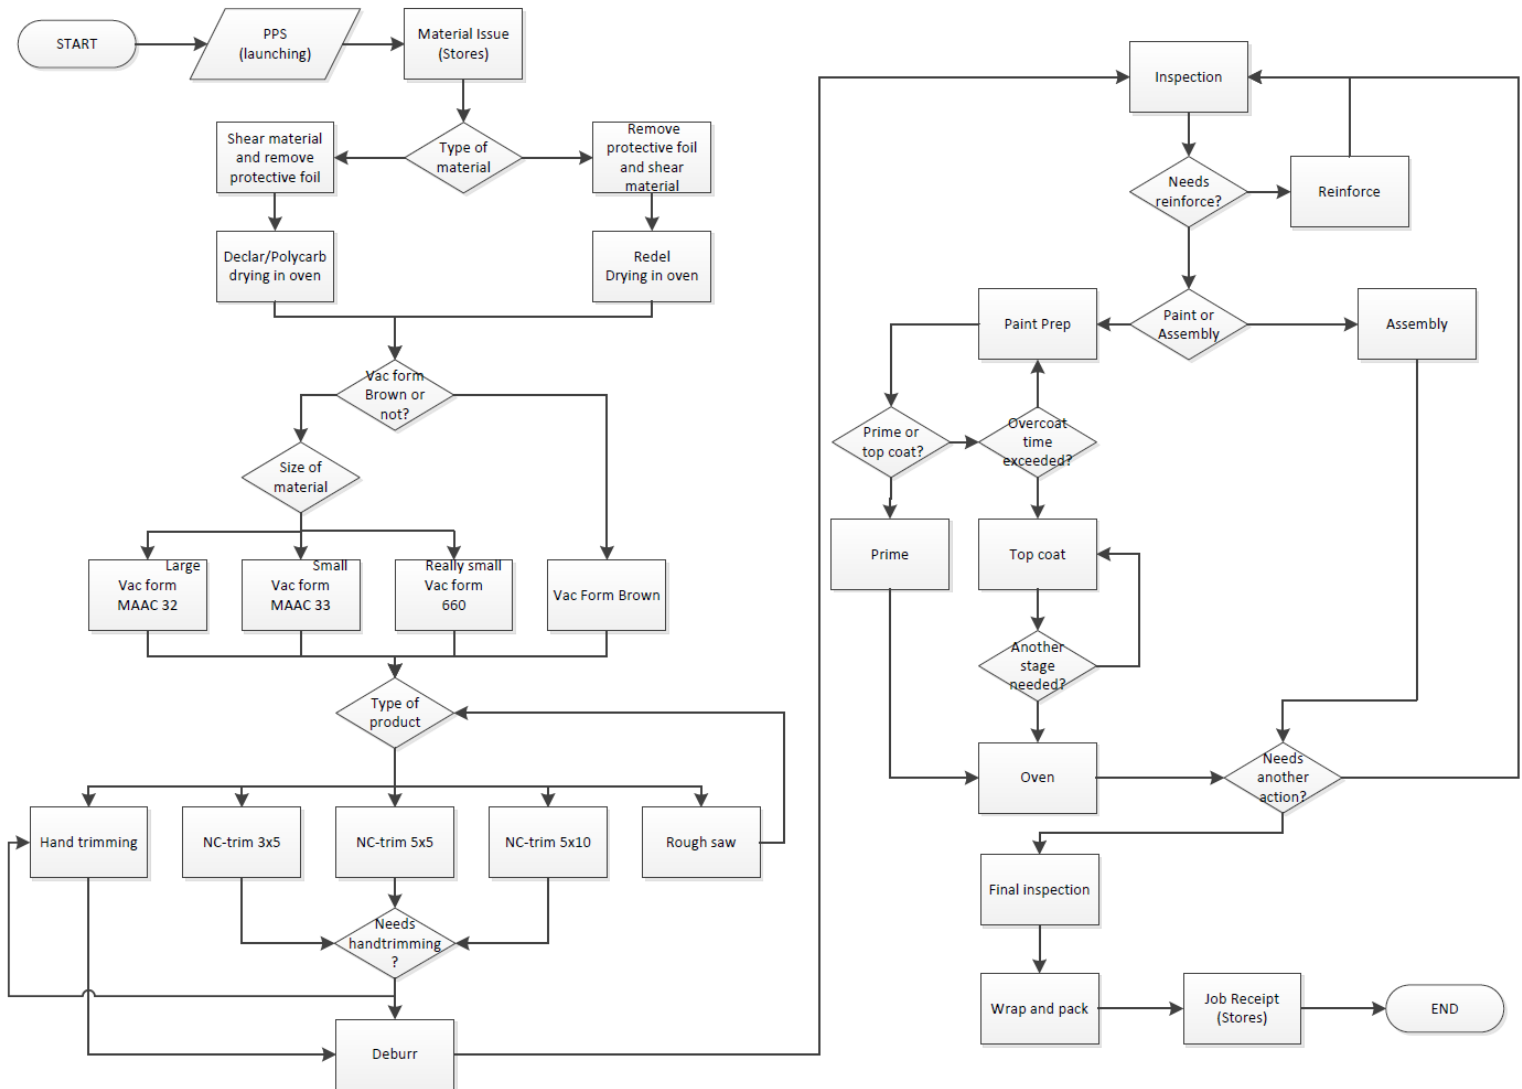 START
PPS
(launching)
Material Issue
(Stores)
Shear material
and remove
protective foil
Type of
material
Remove
protective foil
and shear
material
Declar/Polycarb
drying in oven
Redel
Drying in oven
Vac form
Brown or
not?
Size of
material
Large
Vac form
MAAC 32
Small
Vac form
MAAC 33
Really small
Vac form
660
Vac Form Brown
Type of
product
Hand trimming
NC-trim 3x5
NC-trim 5x5
NC-trim 5x10
Rough saw
Needs
handtrimming
?
Deburr
Inspection
Needs
reinforce?
Reinforce
Paint Prep
Paint or
Assembly
Assembly
Prime or
top coat?
Overcoat
time
exceeded?
Prime
Top coat
Another
stage
needed?
Oven
Needs
another
action?
Final inspection
Wrap and pack
Job Receipt
(Stores)
END